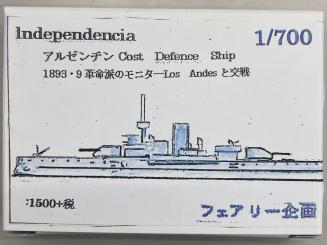 Independencia
1/700
アルゼンチン Cost Defence Ship
1893・9革命派のモニターLos Andes と交戦
:1500+税
フェアリー企画